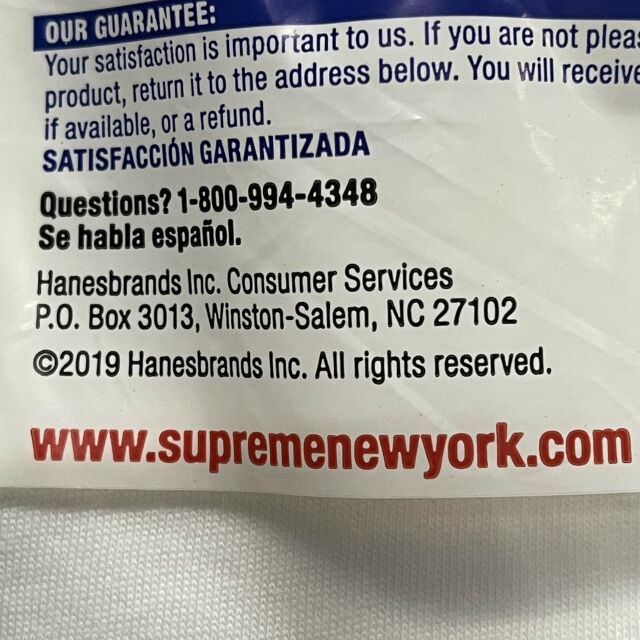 OUR GUARANTEE:
Your satisfaction is important to us. If you are not
product, return it to the address below. You will receive
if available, or a refund.
SATISFACCIÓN GARANTIZADA
Questions? 1-800-994-4348
Se habla español.
Hanesbrands Inc. Consumer Services
P.O. Box 3013, Winston-Salem, NC 27102
©2019 Hanesbrands Inc. All rights reserved.
www.supremenewyork.com